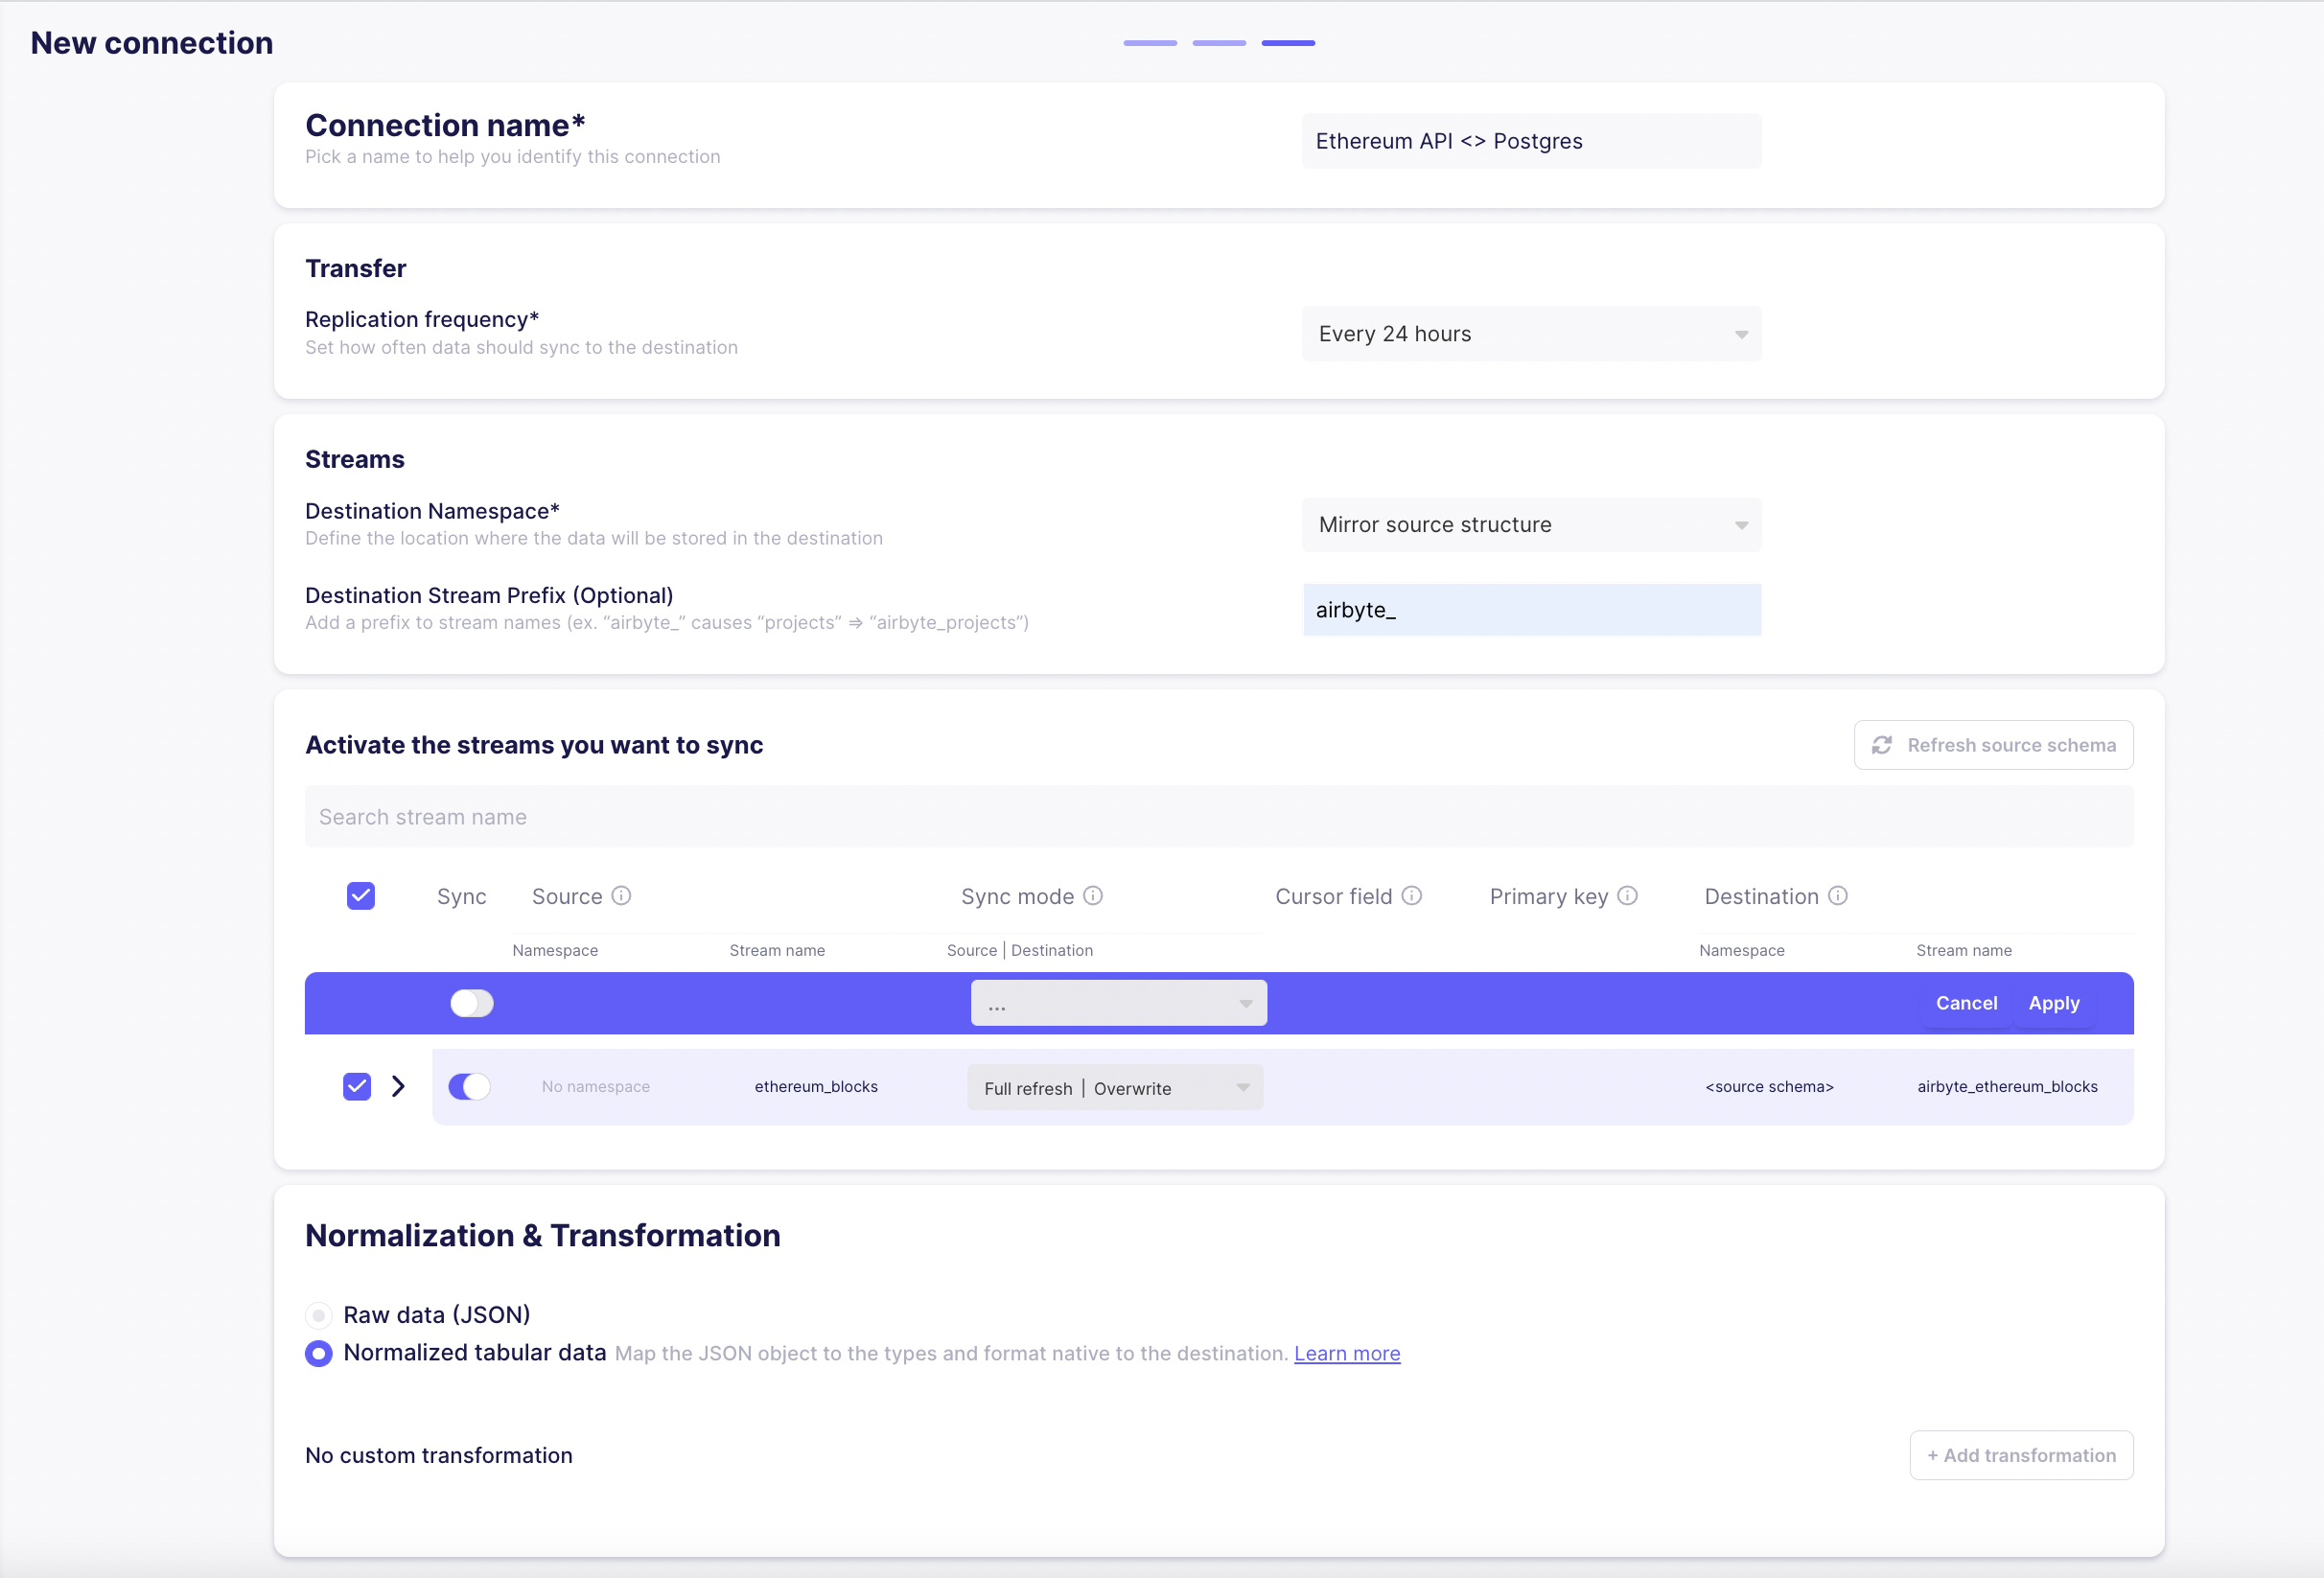 New connection
Connection name*
Pick a name to help you identify this connection
Ethereum API <> Postgres
Transfer
Replication frequency*
Set how often data should sync to the destination
Every 24 hours
Streams
Destination Namespace*
Define the location where the data will be stored in the destination
Mirror source structure
Destination Stream Prefix (Optional)
Add a prefix to stream names (ex. “airbyte_” causes “projects” => “airbyte_projects”)
airbyte_
Activate the streams you want to sync
Refresh source schema
Search stream name
Sync Source Sync mode Cursor field Primary key Destination
Namespace Stream name Source | Destination Namespace Stream name
... Cancel Apply
No namespace ethereum_blocks Full refresh | Overwrite <source schema> airbyte_ethereum_blocks
Normalization & Transformation
Raw data (JSON)
Normalized tabular data Map the JSON object to the types and format native to the destination. Learn more
No custom transformation
+ Add transformation